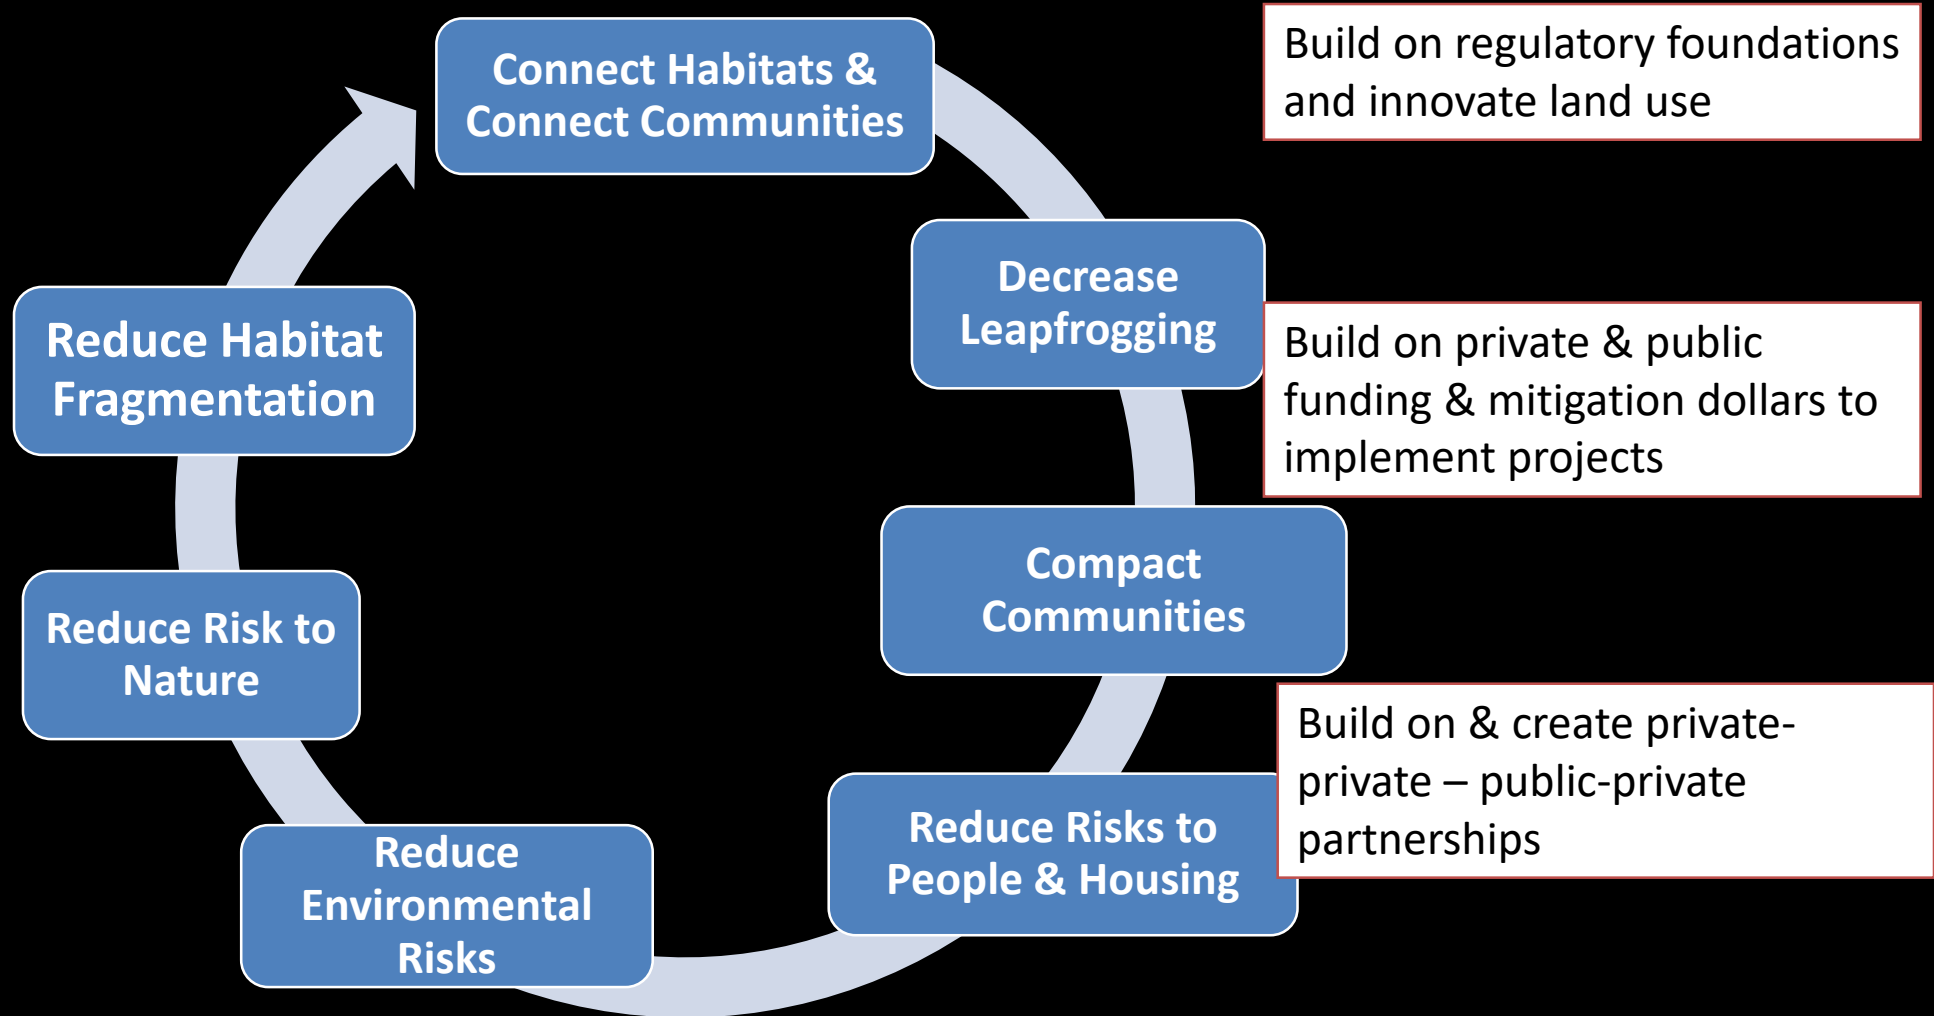 Connect Habitats &
Connect Communities
Decrease
Leapfrogging
Compact
Communities
Reduce Risks to
People & Housing
Reduce
Environmental
Risks
Reduce Risk to
Nature
Reduce Habitat
Fragmentation
Build on regulatory foundations
and innovate land use
Build on private & public
funding & mitigation dollars to
implement projects
Build on & create private-
private – public-private
partnerships